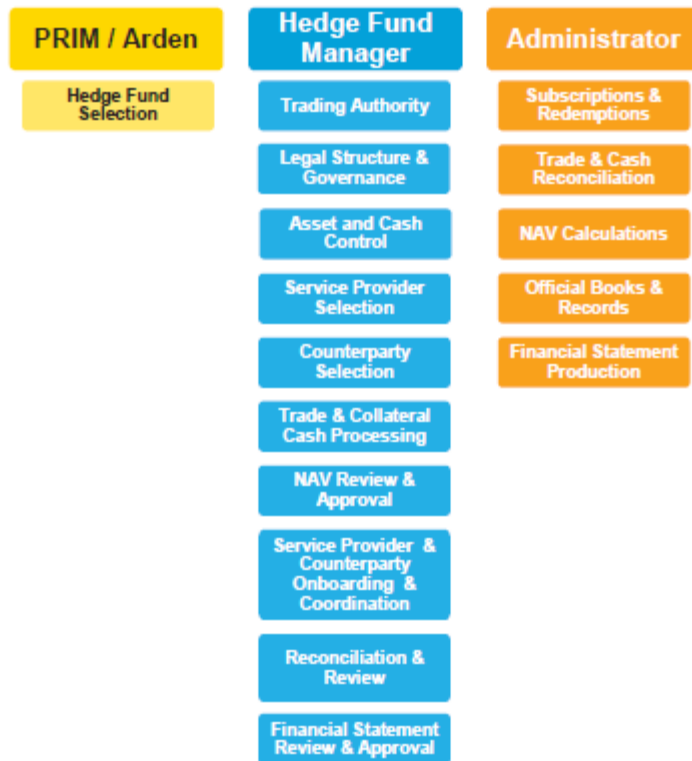 PRIM / Arden
Hedge Fund
Selection
Hedge Fund
Manager
Trading Authority
Legal Structure &
Governance
Asset and Cash
Control
Service Provider
Selection
Counterparty
Selection
Trade & Collateral
Cash Processing
NAV Review &
Approval
Service Provider &
Counterparty
Onboarding &
Coordination
Reconciliation &
Review
Financial Statement
Review & Approval
Administrator
Subscriptions &
Redemptions
Trade & Cash
Reconciliation
NAV Calculations
Official Books &
Records
Financial Statement
Production